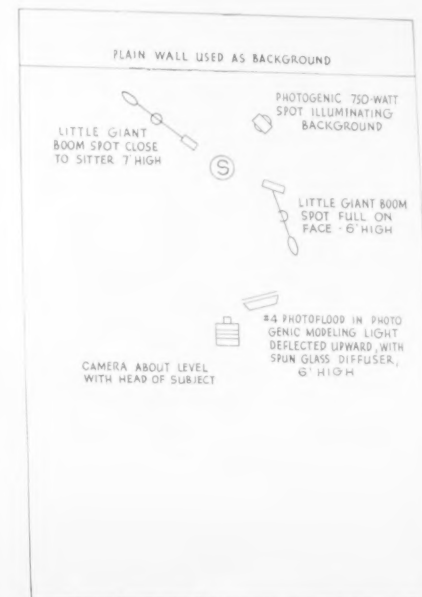 PLAIN WALL USED AS BACKGROUND
PHOTOGENIC 750-WATT
SPOT ILLUMINATING
BACKGROUND
LITTLE GIANT
BOOM SPOT CLOSE
TO SITTER 7' HIGH
S
LITTLE GIANT BOOM
SPOT FULL ON
FACE - 6' HIGH
#4 PHOTOFLOOD IN PHOTO
GENIC MODELING LIGHT
DEFLECTED UPWARD, WITH
SPUN GLASS DIFFUSER,
6' HIGH
CAMERA ABOUT LEVEL
WITH HEAD OF SUBJECT